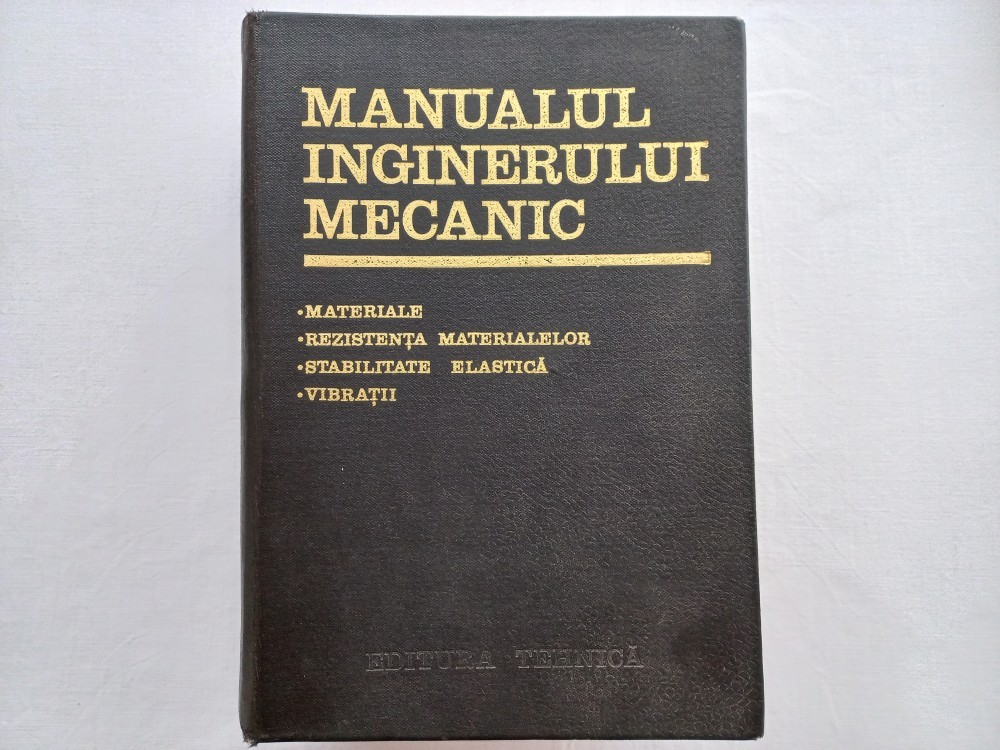 MANUALUL
INGINERULUI
MECANIC
•MATERIALE
•REZISTENȚA MATERIALELOR
•STABILITATE ELASTICĂ
•VIBRAȚII
EDITURA TEHNICĂ